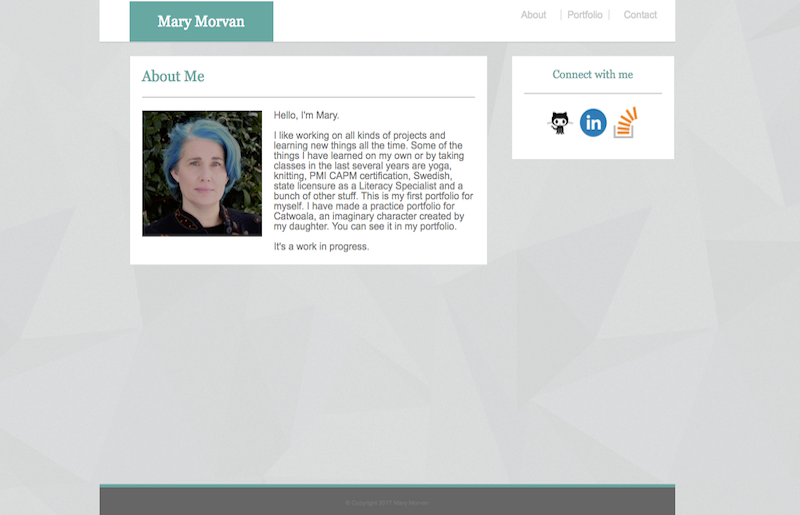 Mary Morvan
About | Portfolio | Contact
About Me
Connect with me
Hello, I'm Mary.
I like working on all kinds of projects and
learning new things all the time. Some of the
things I have learned on my own or by taking
classes in the last several years are yoga,
knitting, PMI CAPM certification, Swedish,
state licensure as a Literacy Specialist and a
bunch of other stuff. This is my first portfolio for
myself. I have made a practice portfolio for
Catwoala, an imaginary character created by
my daughter. You can see it in my portfolio.
It's a work in progress.
in
© Copyright Mary Morvan